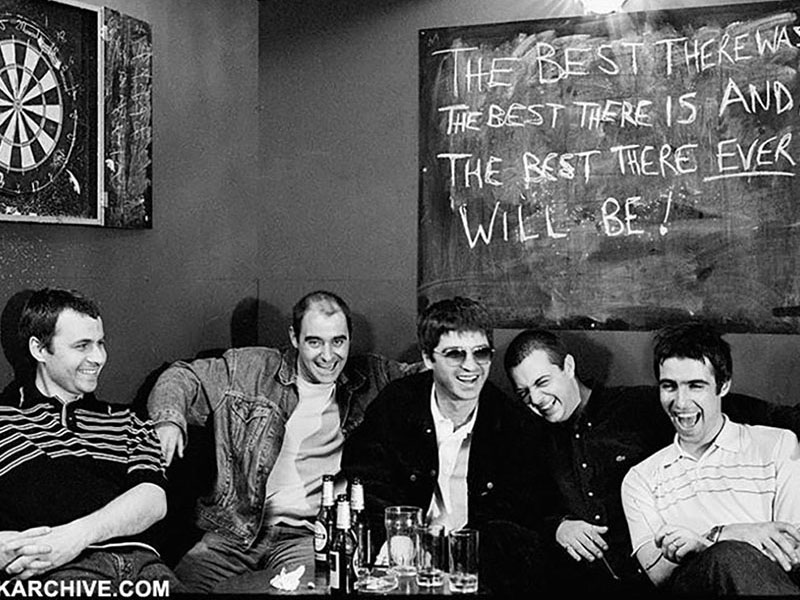 THE BEST THERE WAS
THE BEST THERE IS AND
THE BEST THERE EVER
WILL BE!
KARCHIVE.COM